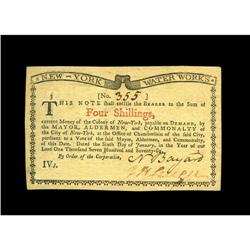 NEW-YORK WATER WORKS
[No. 355]
THIS NOTE shall entitle the BEARER to the Sum of
Four Shillings,
current Money of the Colony of New-York, payable on DEMAND, by
the MAYOR, ALDERMEN, and COMMONALTY of the City of New-York,
at the Office of Chamberlain of the said City,
pursuant to a Vote of the said Mayor, Aldermen, and Commonalty,
of this Date. Dated the Sixth Day of January, in the Year of our
Lord One Thousand Seven Hundred and Seventy-Six.
By Order of the Corporation,
N Bayard
IVs.